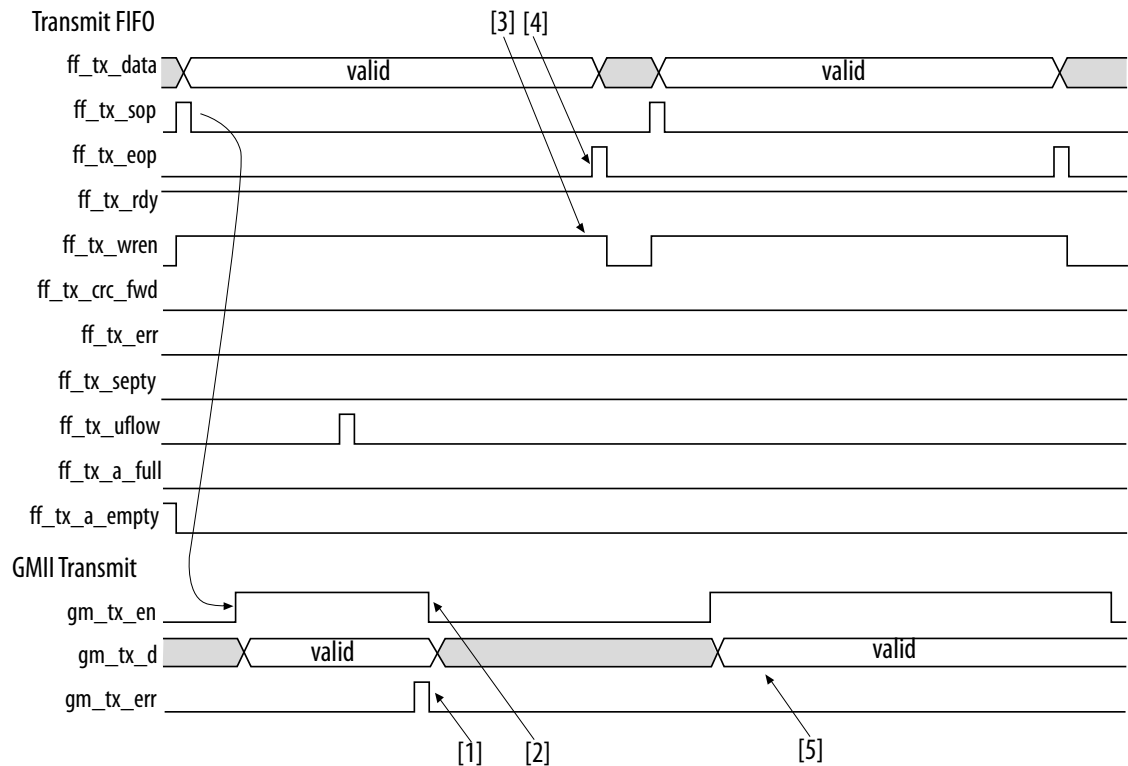 Transmit FIFO [3] [4]
ff_tx_data valid valid
ff_tx_sop
ff_tx_eop
ff_tx_rdy
ff_tx_wren
ff_tx_crc_fwd
ff_tx_err
ff_tx_septy
ff_tx_uflow
ff_tx_a_full
ff_tx_a_empty
GMII Transmit
gm_tx_en
gm_tx_d valid valid
gm_tx_err
[1] [2] [5]